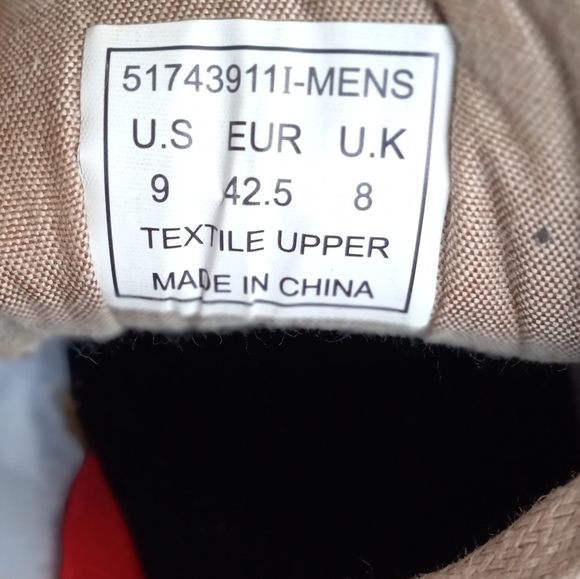 51743911I-MENS
U.S EUR U.K
9 42.5 8
TEXTILE UPPER
MADE IN CHINA